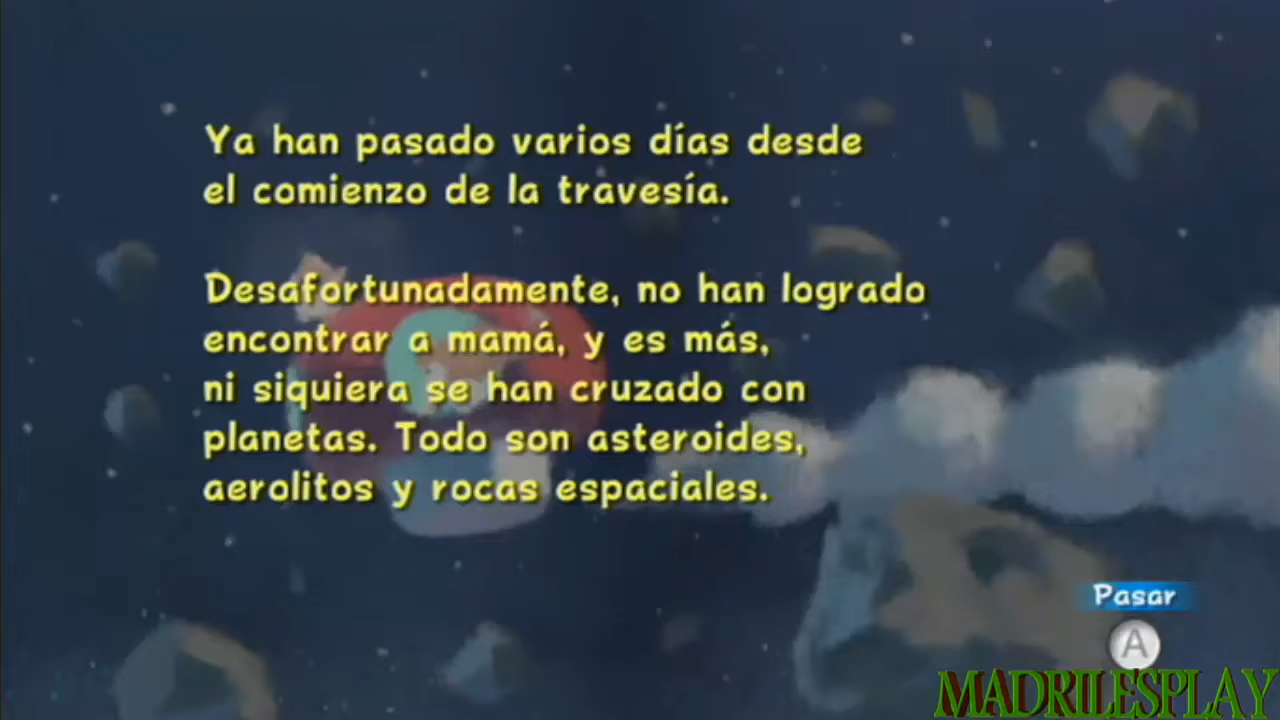 Ya han pasado varios días desde
el comienzo de la travesía.
Desafortunadamente, no han logrado
encontrar a mamá, y es más,
ni siquiera se han cruzado con
planetas. Todo son asteroides,
aerolitos y rocas espaciales.
Pasar
A
MADRILESPLAY